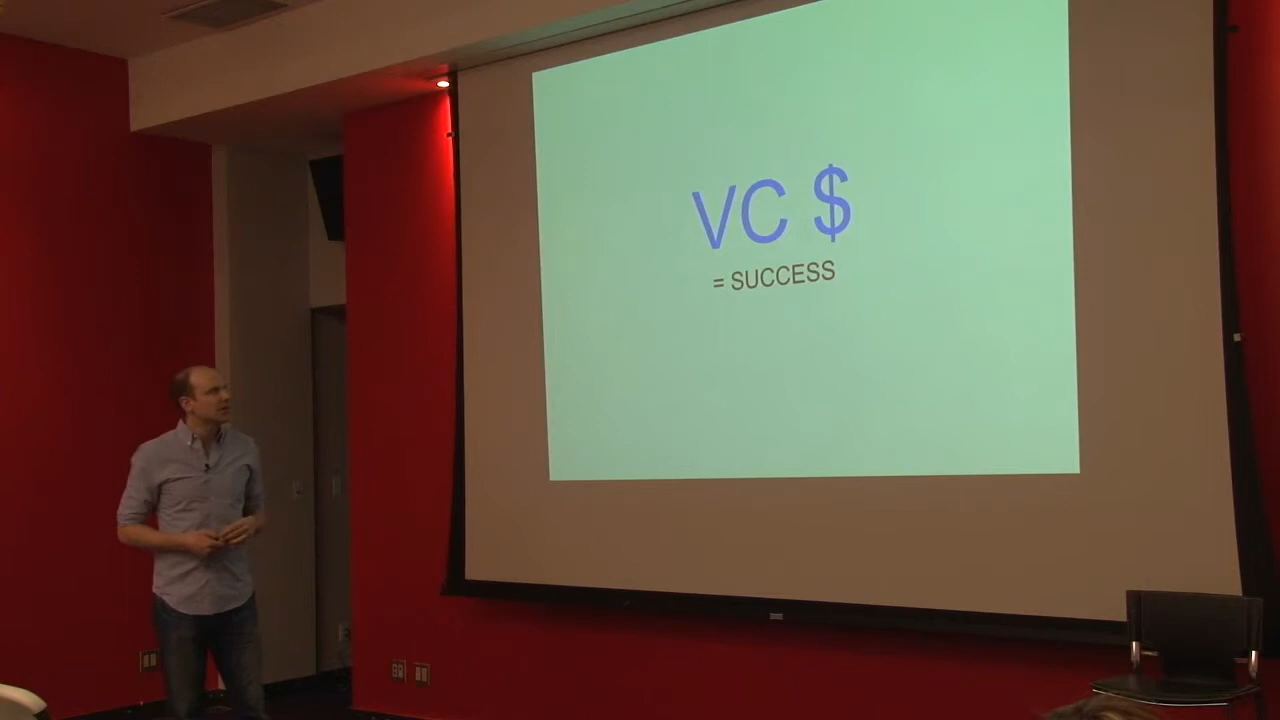 VC $
= SUCCESS